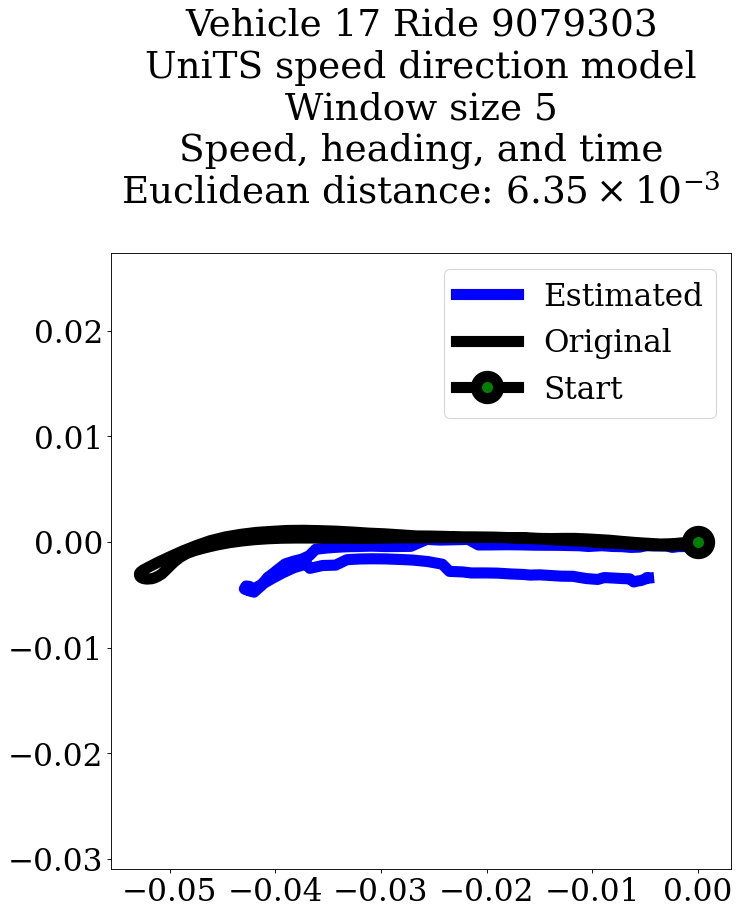 Vehicle 17 Ride 9079303
UniTS speed direction model
Window size 5
Speed, heading, and time
Euclidean distance: 6.35 × 10⁻³
Estimated
Original
Start
0.02
0.01
0.00
−0.01
−0.02
−0.03
−0.05 −0.04 −0.03 −0.02 −0.01 0.00